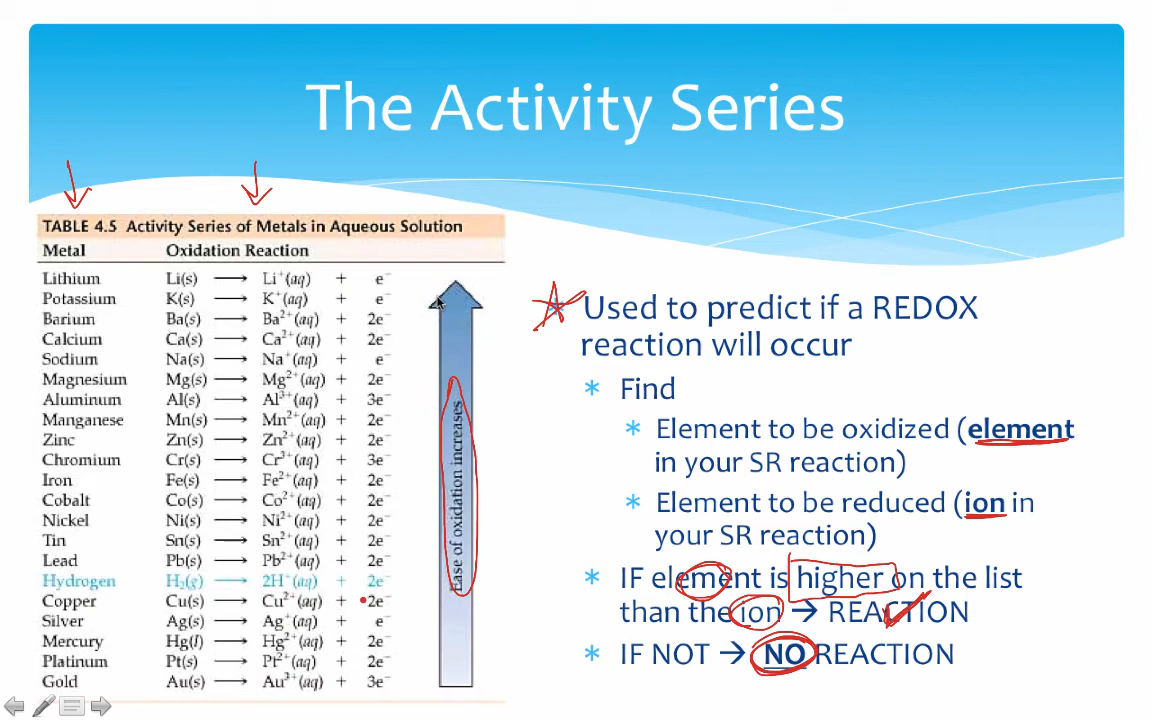 The Activity Series
TABLE 4.5 Activity Series of Metals in Aqueous Solution
Metal Oxidation Reaction
Lithium Li(s) ⟶ Li⁺(aq) + e⁻
Potassium K(s) ⟶ K⁺(aq) + e⁻
Barium Ba(s) ⟶ Ba²⁺(aq) + 2e⁻
Calcium Ca(s) ⟶ Ca²⁺(aq) + 2e⁻
Sodium Na(s) ⟶ Na⁺(aq) + e⁻
Magnesium Mg(s) ⟶ Mg²⁺(aq) + 2e⁻
Aluminum Al(s) ⟶ Al³⁺(aq) + 3e⁻
Manganese Mn(s) ⟶ Mn²⁺(aq) + 2e⁻
Zinc Zn(s) ⟶ Zn²⁺(aq) + 2e⁻
Chromium Cr(s) ⟶ Cr³⁺(aq) + 3e⁻
Iron Fe(s) ⟶ Fe²⁺(aq) + 2e⁻
Cobalt Co(s) ⟶ Co²⁺(aq) + 2e⁻
Nickel Ni(s) ⟶ Ni²⁺(aq) + 2e⁻
Tin Sn(s) ⟶ Sn²⁺(aq) + 2e⁻
Lead Pb(s) ⟶ Pb²⁺(aq) + 2e⁻
Hydrogen H₂(g) ⟶ 2H⁺(aq) + 2e⁻
Copper Cu(s) ⟶ Cu²⁺(aq) + 2e⁻
Silver Ag(s) ⟶ Ag⁺(aq) + e⁻
Mercury Hg(l) ⟶ Hg²⁺(aq) + 2e⁻
Platinum Pt(s) ⟶ Pt²⁺(aq) + 2e⁻
Gold Au(s) ⟶ Au³⁺(aq) + 3e⁻
Ease of oxidation increases
* Used to predict if a REDOX
reaction will occur
* Find
* Element to be oxidized (element
in your SR reaction)
* Element to be reduced (ion in
your SR reaction)
* IF element is higher on the list
than the ion → REACTION
* IF NOT → NO REACTION